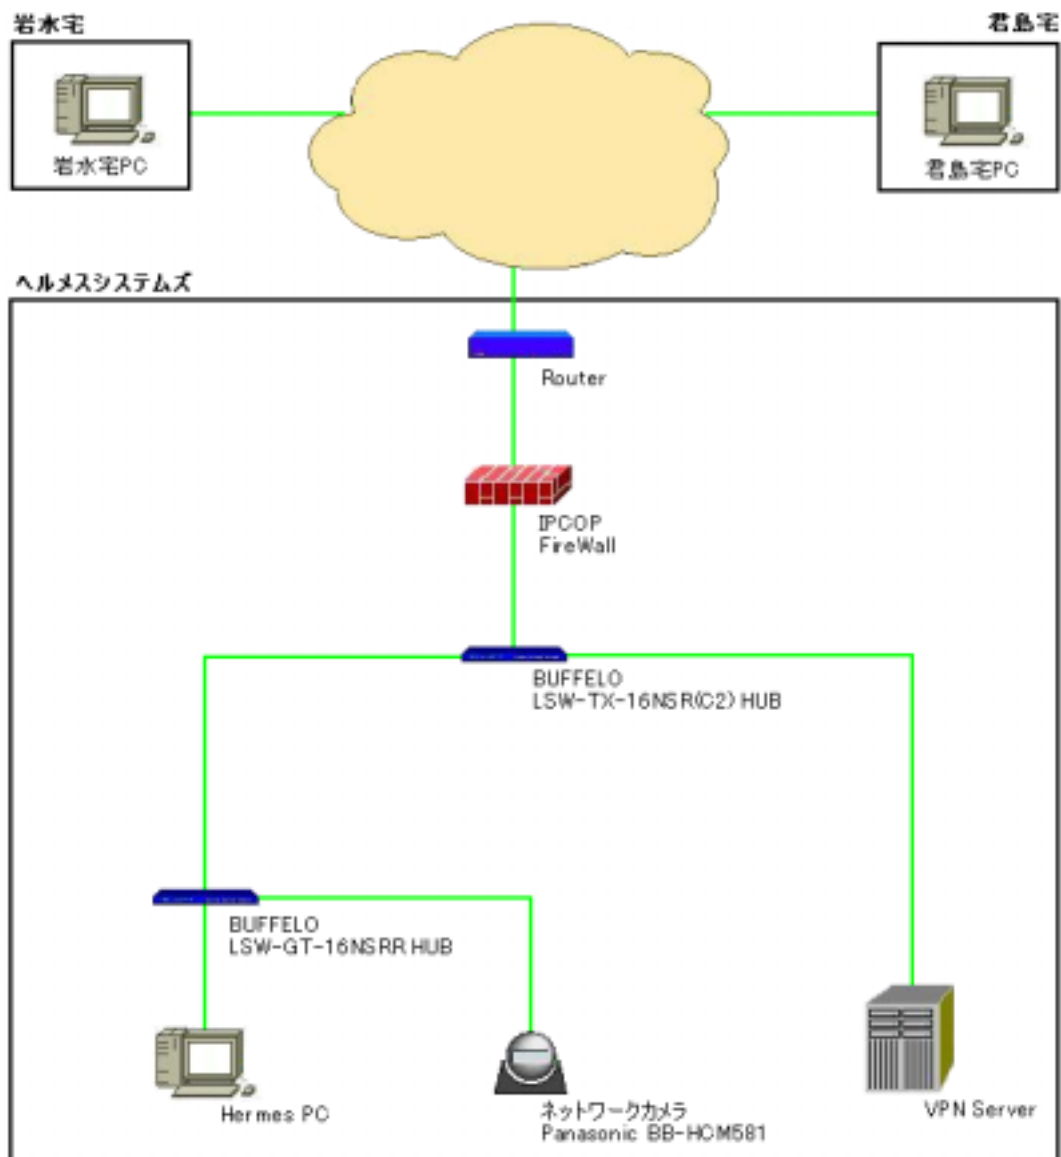 岩水宅
君島宅
岩水宅PC
君島宅PC
ヘルメスシステムズ
Router
IPCOP
FireWall
BUFFELO
LSW-TX-16NSR(C2) HUB
BUFFELO
LSW-GT-16NSRR HUB
Hermes PC
ネットワークカメラ
Panasonic BB-HCM581
VPN Server